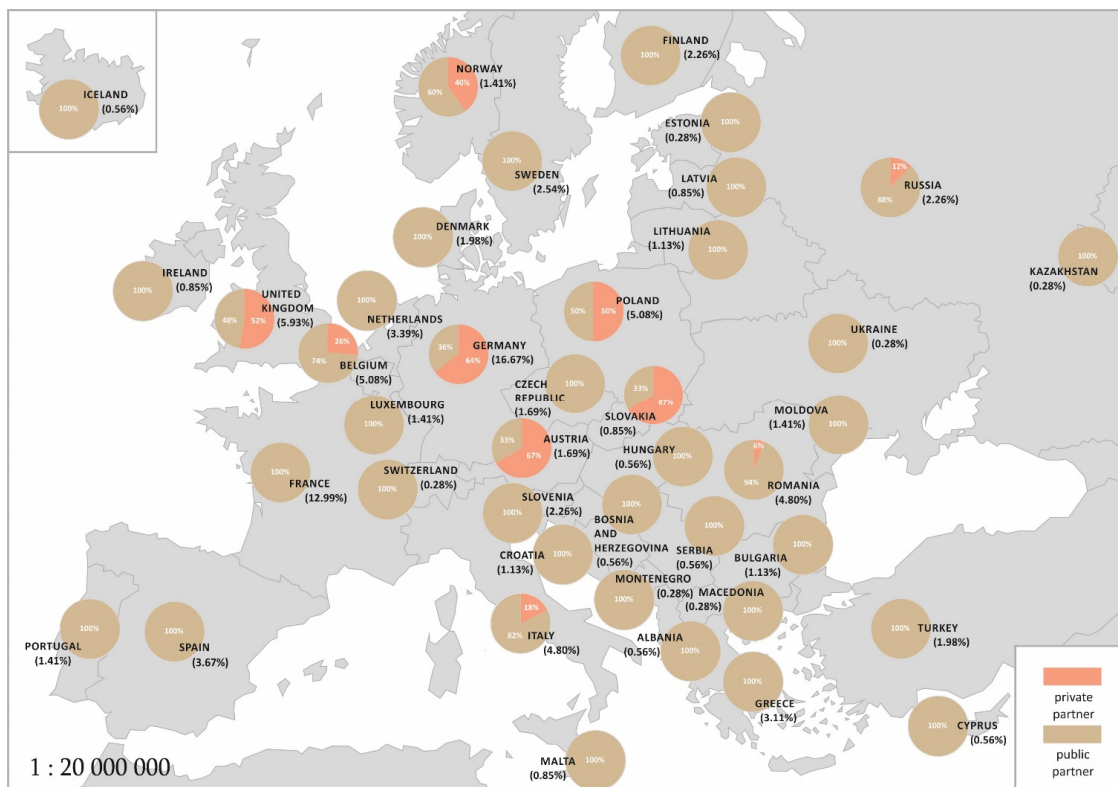 FINLAND
(2.26%)
100%
NORWAY
(1.41%)
40%
60%
ICELAND
(0.56%)
100%
ESTONIA
(0.28%)
100%
100%
SWEDEN
(2.54%)
LATVIA
(0.85%)
100%
12%
88%
RUSSIA
(2.26%)
DENMARK
(1.98%)
100%
LITHUANIA
(1.13%)
100%
100%
KAZAKHSTAN
(0.28%)
IRELAND
(0.85%)
100%
UNITED
KINGDOM
(5.93%)
48%
52%
100%
NETHERLANDS
(3.39%)
POLAND
(5.08%)
50%
50%
26%
74%
BELGIUM
(5.08%)
36%
64%
GERMANY
(16.67%)
UKRAINE
(0.28%)
100%
100%
CZECH
REPUBLIC
(1.69%)
33%
67%
SLOVAKIA
(0.85%)
LUXEMBOURG
(1.41%)
100%
MOLDOVA
(1.41%)
100%
33%
67%
AUSTRIA
(1.69%)
HUNGARY
(0.56%)
100%
6%
94%
ROMANIA
(4.80%)
100%
FRANCE
(12.99%)
SWITZERLAND
(0.28%)
100%
SLOVENIA
(2.26%)
100%
100%
BOSNIA
AND
HERZEGOVINA
(0.56%)
100%
SERBIA
(0.56%)
100%
BULGARIA
(1.13%)
CROATIA
(1.13%)
100%
MONTENEGRO
(0.28%)
100%
MACEDONIA
(0.28%)
100%
18%
82%
ITALY
(4.80%)
ALBANIA
(0.56%)
100%
100%
TURKEY
(1.98%)
100%
PORTUGAL
(1.41%)
100%
SPAIN
(3.67%)
100%
GREECE
(3.11%)
100%
CYPRUS
(0.56%)
MALTA
(0.85%)
100%
private
partner
public
partner
1 : 20 000 000